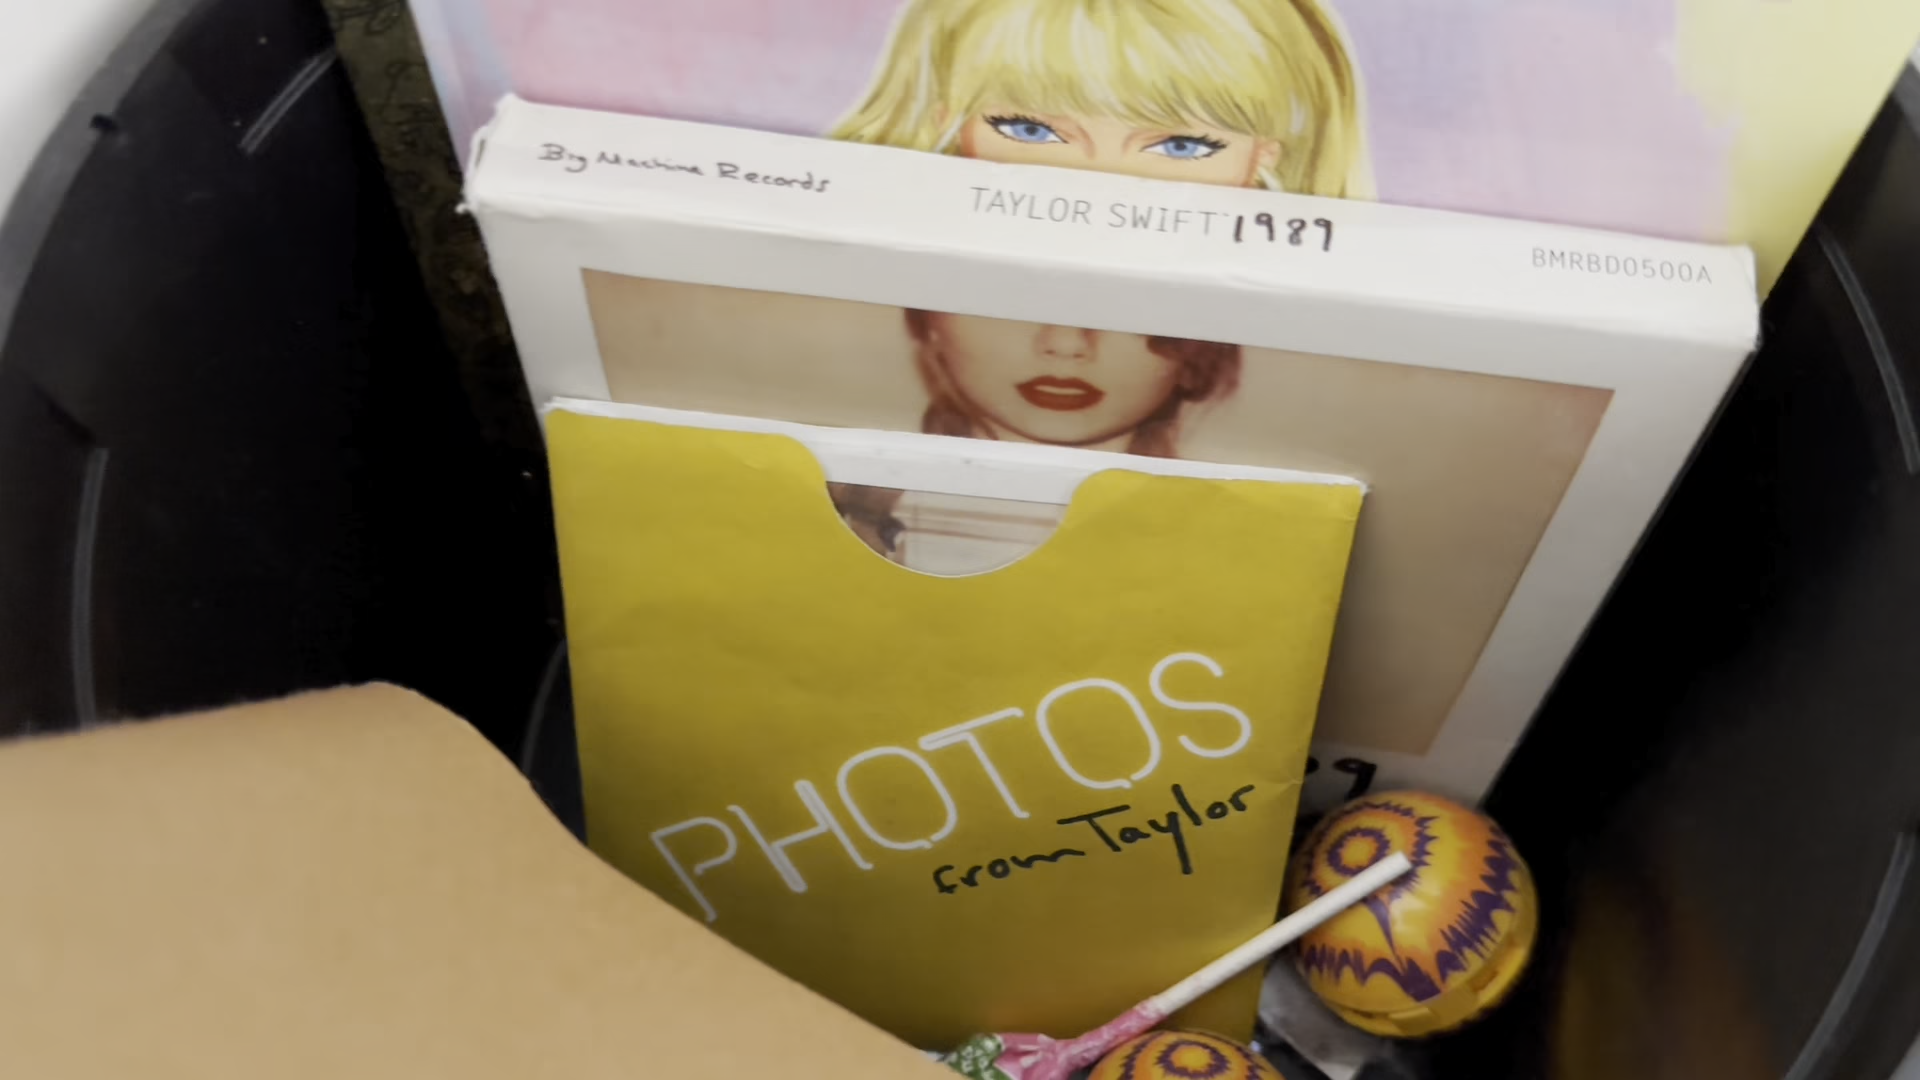 Big Machine Records
TAYLOR SWIFT 1989
BMRBD0500A
PHOTOS
from Taylor